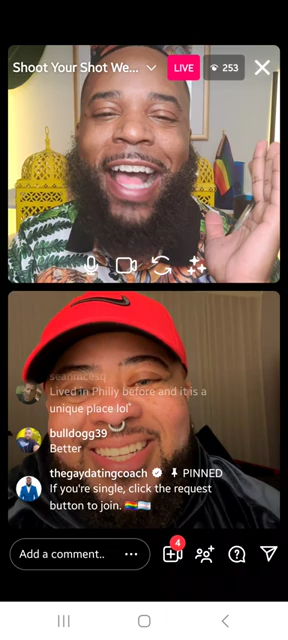 Shoot Your Shot We...
LIVE
253
seanmcesq
Lived in Philly before and it is a
unique place lol
bulldogg39
Better
thegaydatingcoach PINNED
If you're single, click the request
button to join. 🏳️‍🌈
4
Add a comment..